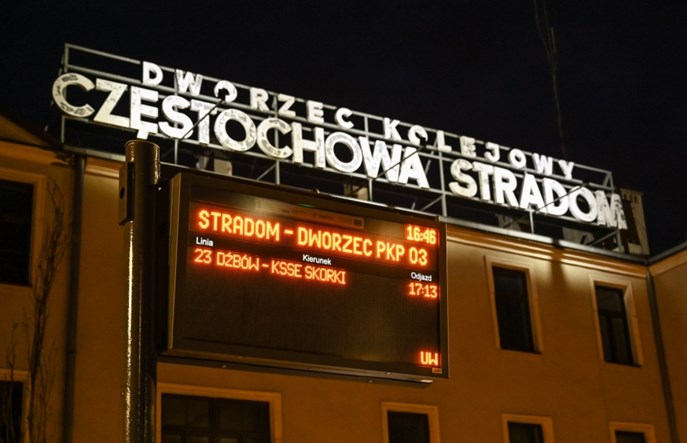 DWORZEC KOLEJOWY
CZĘSTOCHOWA STRADOM
STRADOM - DWORZEC PKP 03 16:46
Linia Kierunek Odjazd
23 DŹBÓW - KSSE SKORKI 17:13
UW